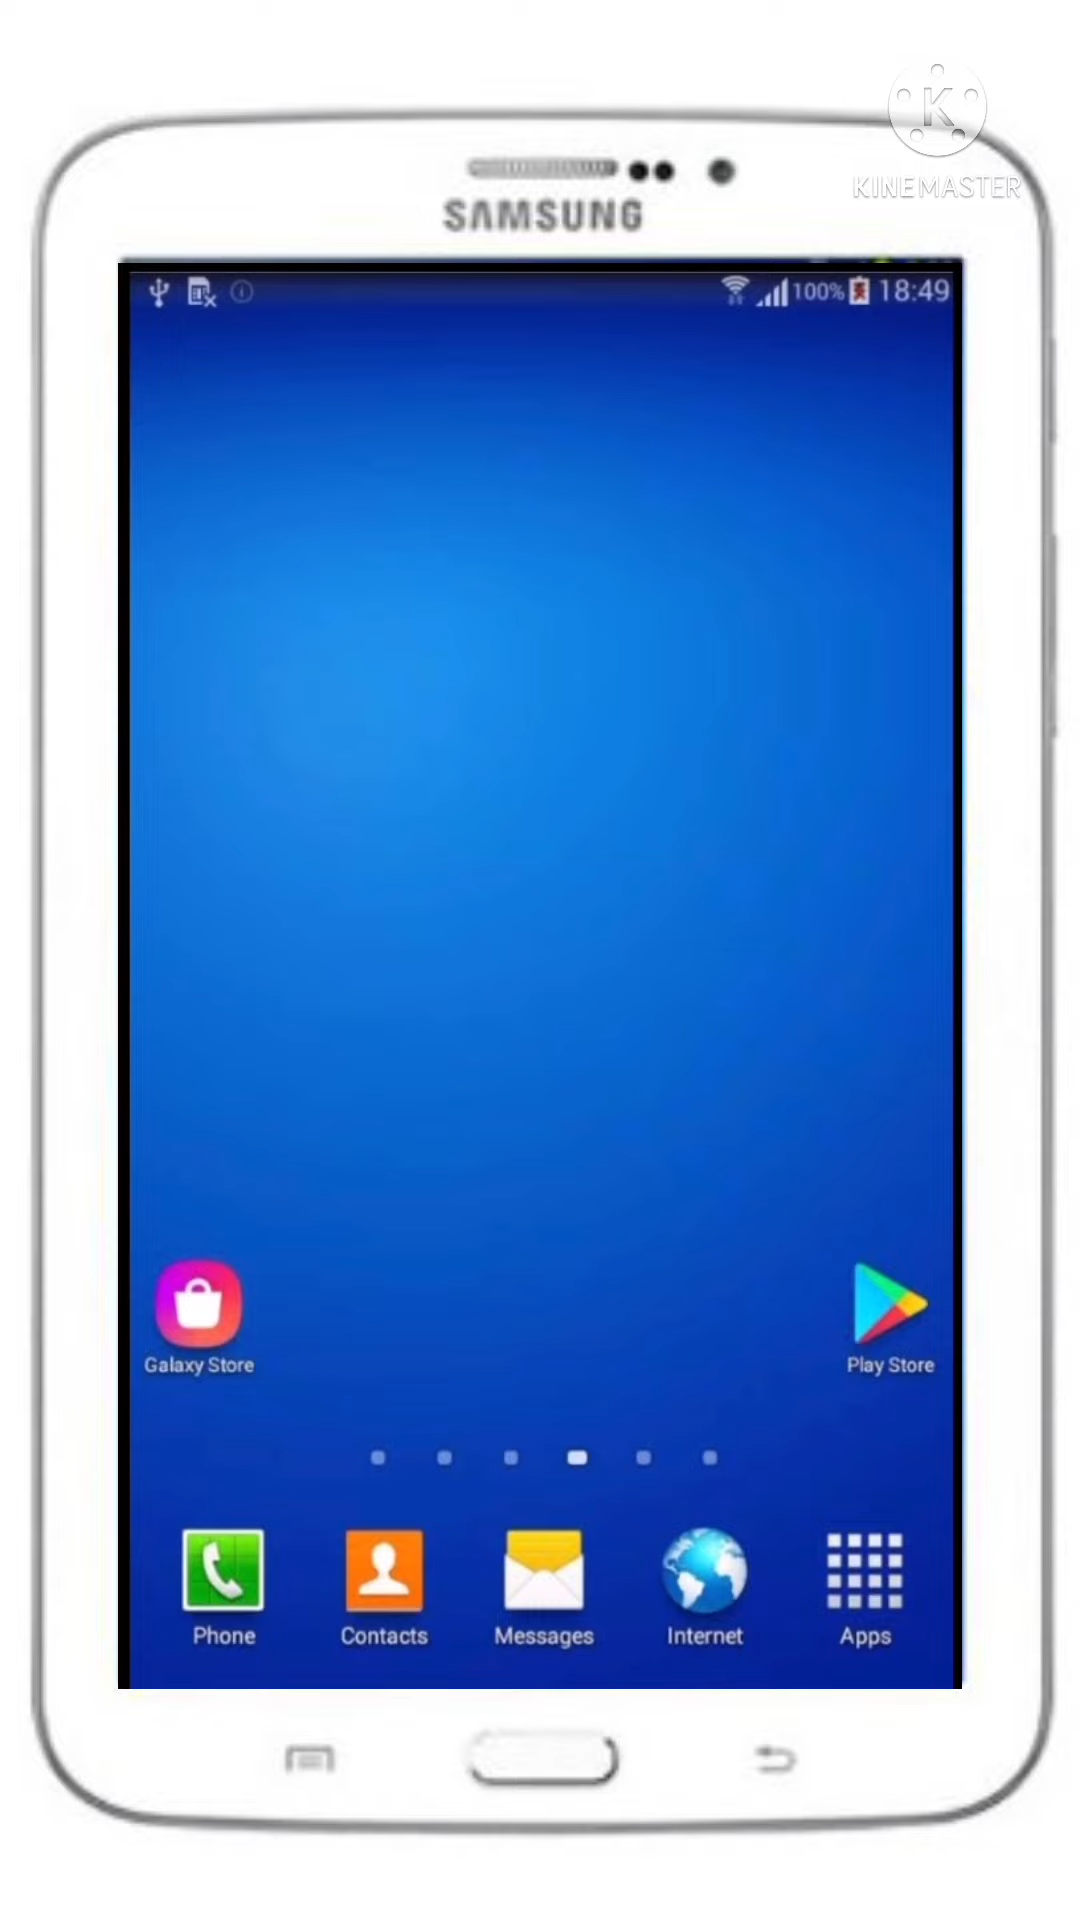 KINEMASTER
SAMSUNG
100% 18:49
Galaxy Store
Play Store
Phone
Contacts
Messages
Internet
Apps